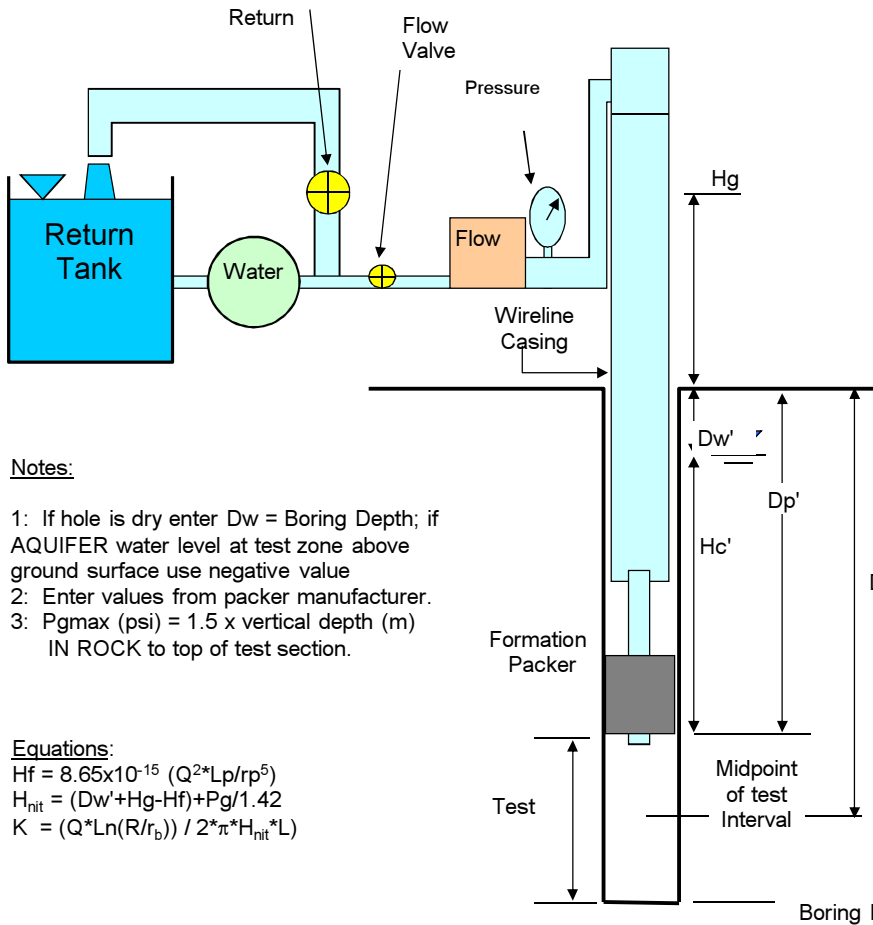 Return
Flow
Valve
Pressure
Hg
Return
Tank
Water
Flow
Wireline
Casing
Dw'
Dp'
Hc'
D
Notes:
1: If hole is dry enter Dw = Boring Depth; if
AQUIFER water level at test zone above
ground surface use negative value
2: Enter values from packer manufacturer.
3: Pgmax (psi) = 1.5 x vertical depth (m)
IN ROCK to top of test section.
Formation
Packer
Equations:
Hf = 8.65x10⁻¹⁵ (Q²*Lp/rp⁵)
Hₙᵢₜ = (Dw'+Hg-Hf)+Pg/1.42
K = (Q*Ln(R/r_b)) / 2*π*Hₙᵢₜ*L)
Test
Midpoint
of test
Interval
Boring